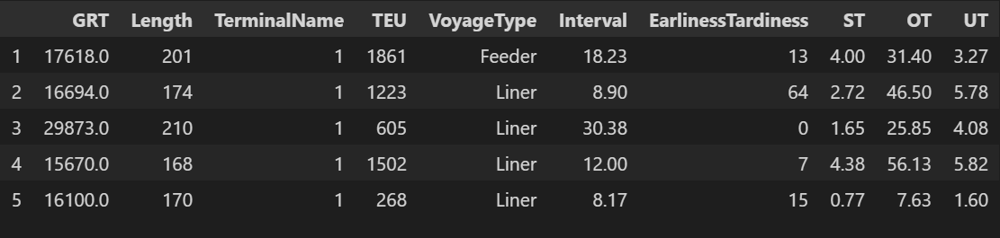 GRT Length TerminalName TEU VoyageType Interval EarlinessTardiness ST OT UT
1 17618.0 201 1 1861 Feeder 18.23 13 4.00 31.40 3.27
2 16694.0 174 1 1223 Liner 8.90 64 2.72 46.50 5.78
3 29873.0 210 1 605 Liner 30.38 0 1.65 25.85 4.08
4 15670.0 168 1 1502 Liner 12.00 7 4.38 56.13 5.82
5 16100.0 170 1 268 Liner 8.17 15 0.77 7.63 1.60